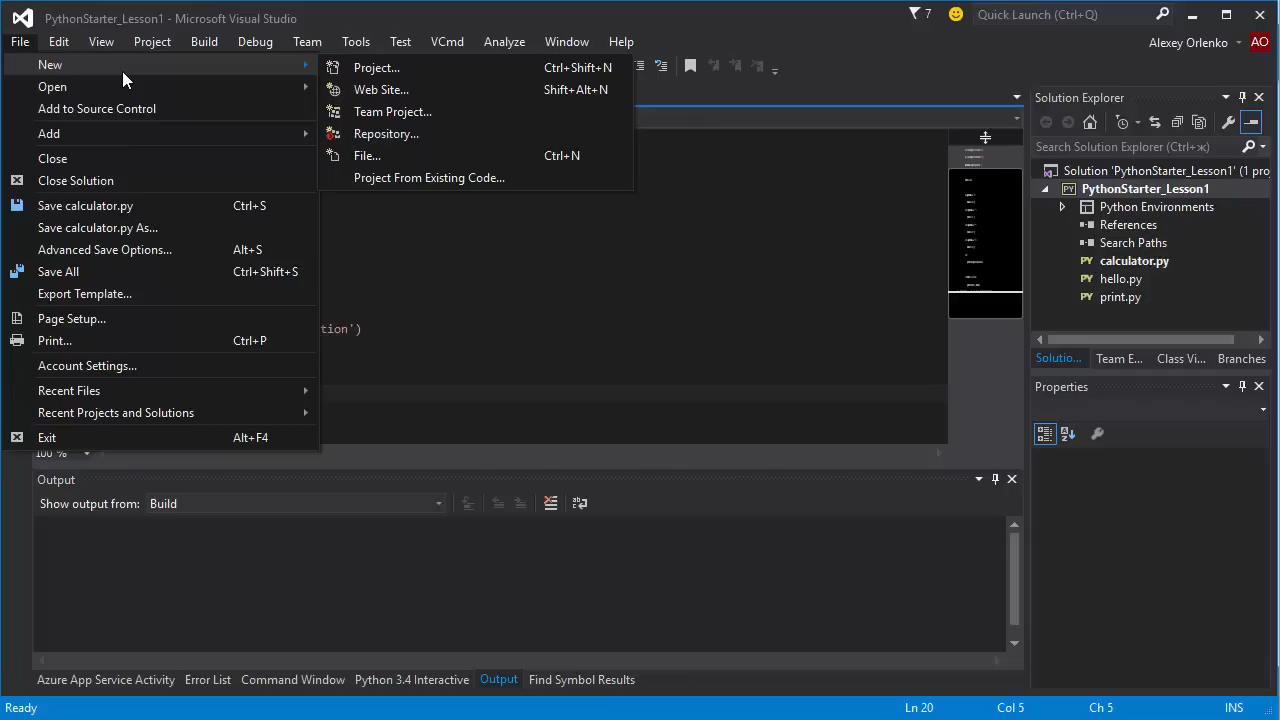 PythonStarter_Lesson1 - Microsoft Visual Studio
7
Quick Launch (Ctrl+Q)
File Edit View Project Build Debug Team Tools Test VCmd Analyze Window Help
Alexey Orlenko
AO
New
Open
Add to Source Control
Add
Close
Close Solution
Save calculator.py Ctrl+S
Save calculator.py As...
Advanced Save Options... Alt+S
Save All Ctrl+Shift+S
Export Template...
Page Setup...
Print... Ctrl+P
Account Settings...
Recent Files
Recent Projects and Solutions
Exit Alt+F4
Project... Ctrl+Shift+N
Web Site... Shift+Alt+N
Team Project...
Repository...
File... Ctrl+N
Project From Existing Code...
tion')
100 %
Solution Explorer
Search Solution Explorer (Ctrl+ж)
Solution 'PythonStarter_Lesson1' (1 pro
PY PythonStarter_Lesson1
Python Environments
References
Search Paths
PY calculator.py
PY hello.py
PY print.py
Solutio... Team E... Class Vi... Branches
Properties
Output
Show output from: Build
Azure App Service Activity Error List Command Window Python 3.4 Interactive Output Find Symbol Results
Ready Ln 20 Col 5 Ch 5 INS